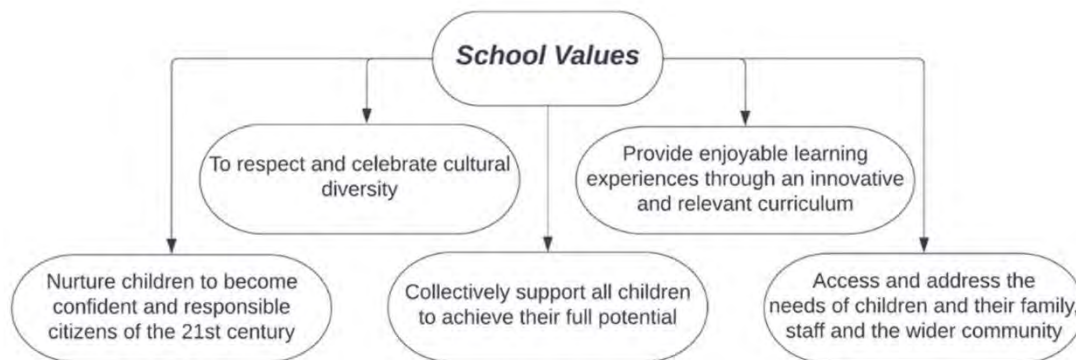 School Values
To respect and celebrate cultural
diversity
Provide enjoyable learning
experiences through an innovative
and relevant curriculum
Nurture children to become
confident and responsible
citizens of the 21st century
Collectively support all children
to achieve their full potential
Access and address the
needs of children and their family,
staff and the wider community